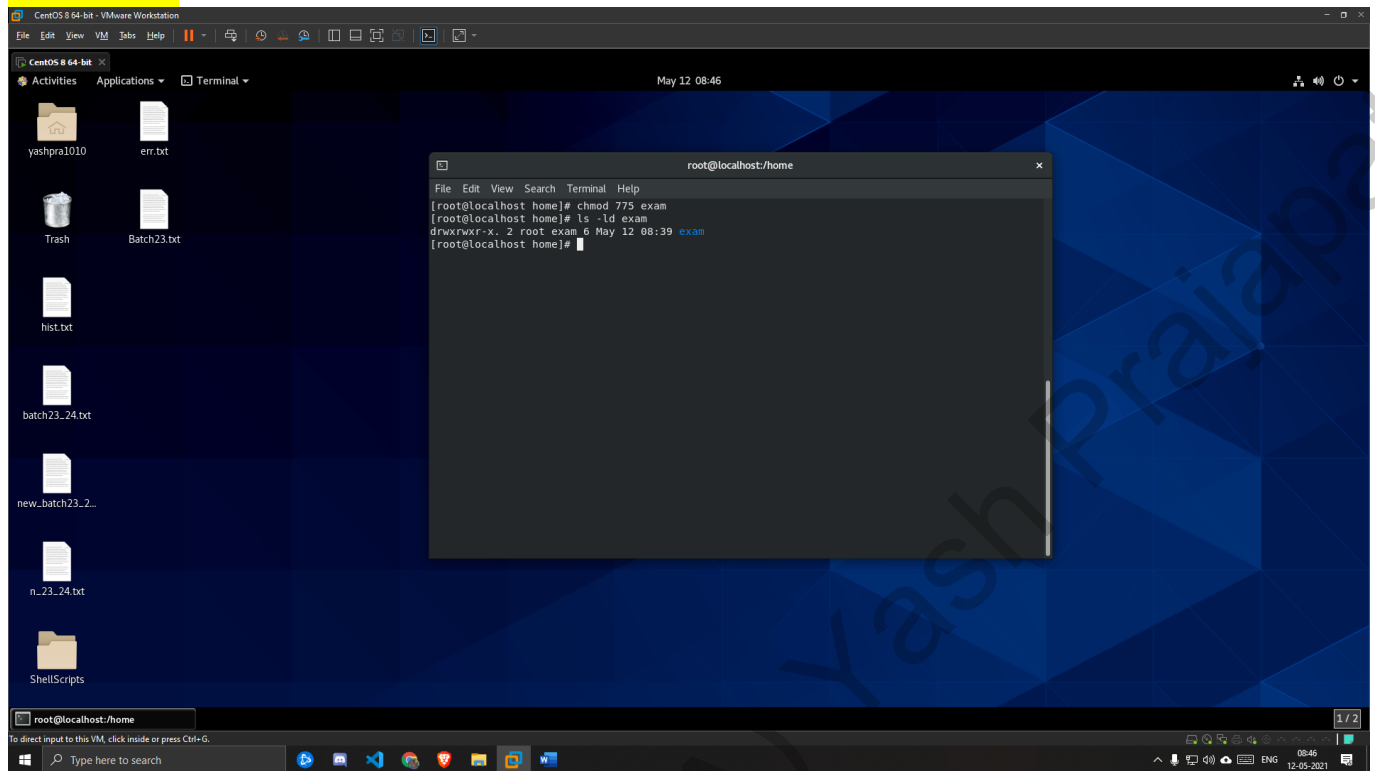 CentOS 8 64-bit - VMware Workstation
File Edit View VM Tabs Help
CentOS 8 64-bit
Activities Applications Terminal May 12 08:46
yashpra1010 err.txt
Trash Batch23.txt
hist.txt
batch23_24.txt
new_batch23_2...
n_23_24.txt
ShellScripts
root@localhost:/home
File Edit View Search Terminal Help
[root@localhost home]# chmod 775 exam
[root@localhost home]# ls -ld exam
drwxrwxr-x. 2 root exam 6 May 12 08:39 exam
[root@localhost home]#
root@localhost:/home 1 / 2
To direct input to this VM, click inside or press Ctrl+G.
Type here to search ENG 08:46
12-05-2021
Yash Prajapa